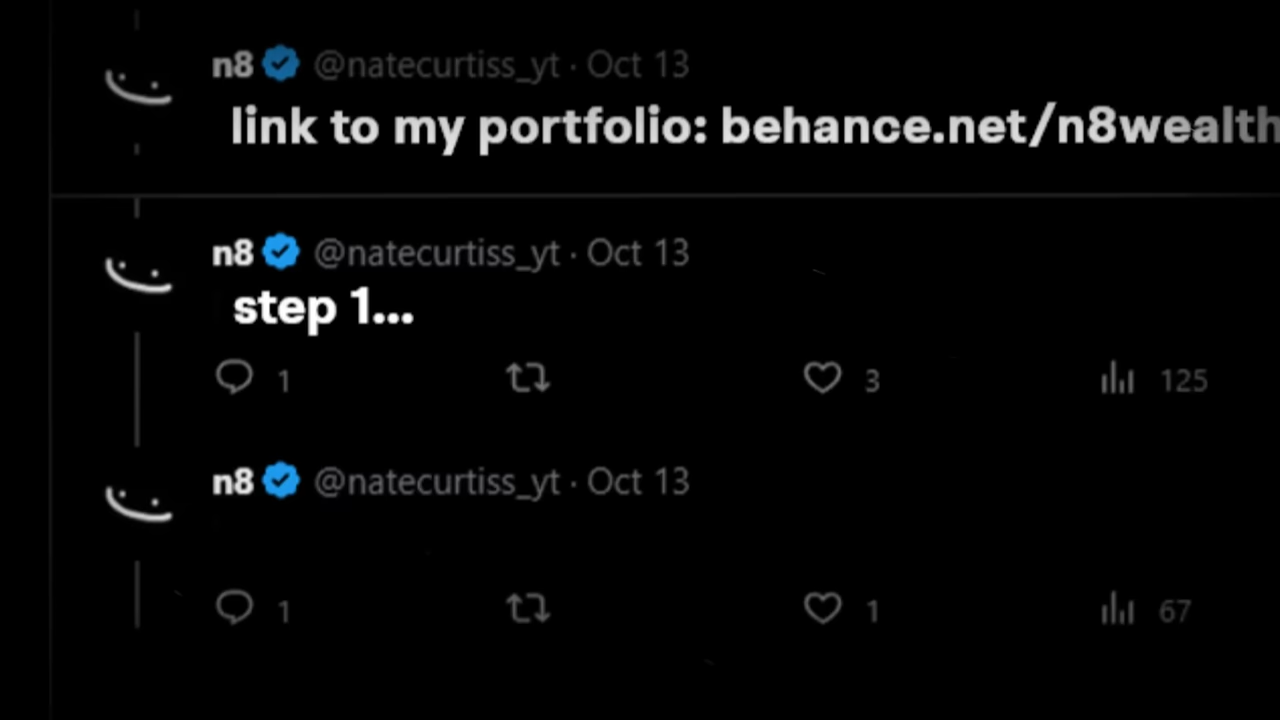 n8 @natecurtiss_yt · Oct 13
link to my portfolio: behance.net/n8wealth
n8 @natecurtiss_yt · Oct 13
step 1...
1 3 125
n8 @natecurtiss_yt · Oct 13
1 1 67